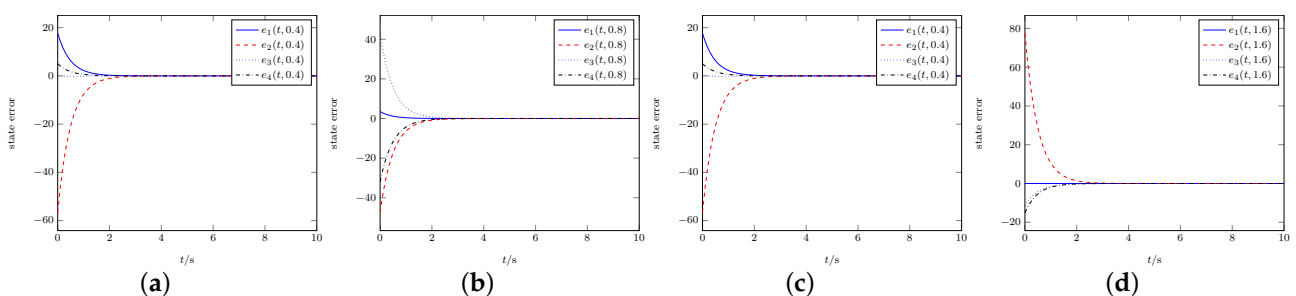 20
0
−20
−40
−60
0 2 4 6 8 10
t/s
state error
e1(t, 0.4)
e2(t, 0.4)
e3(t, 0.4)
e4(t, 0.4)
(a)
40
20
0
−20
−40
0 2 4 6 8 10
t/s
state error
e1(t, 0.8)
e2(t, 0.8)
e3(t, 0.8)
e4(t, 0.8)
(b)
20
0
−20
−40
−60
0 2 4 6 8 10
t/s
state error
e1(t, 0.4)
e2(t, 0.4)
e3(t, 0.4)
e4(t, 0.4)
(c)
80
60
40
20
0
−20
0 2 4 6 8 10
t/s
state error
e1(t, 1.6)
e2(t, 1.6)
e3(t, 1.6)
e4(t, 1.6)
(d)